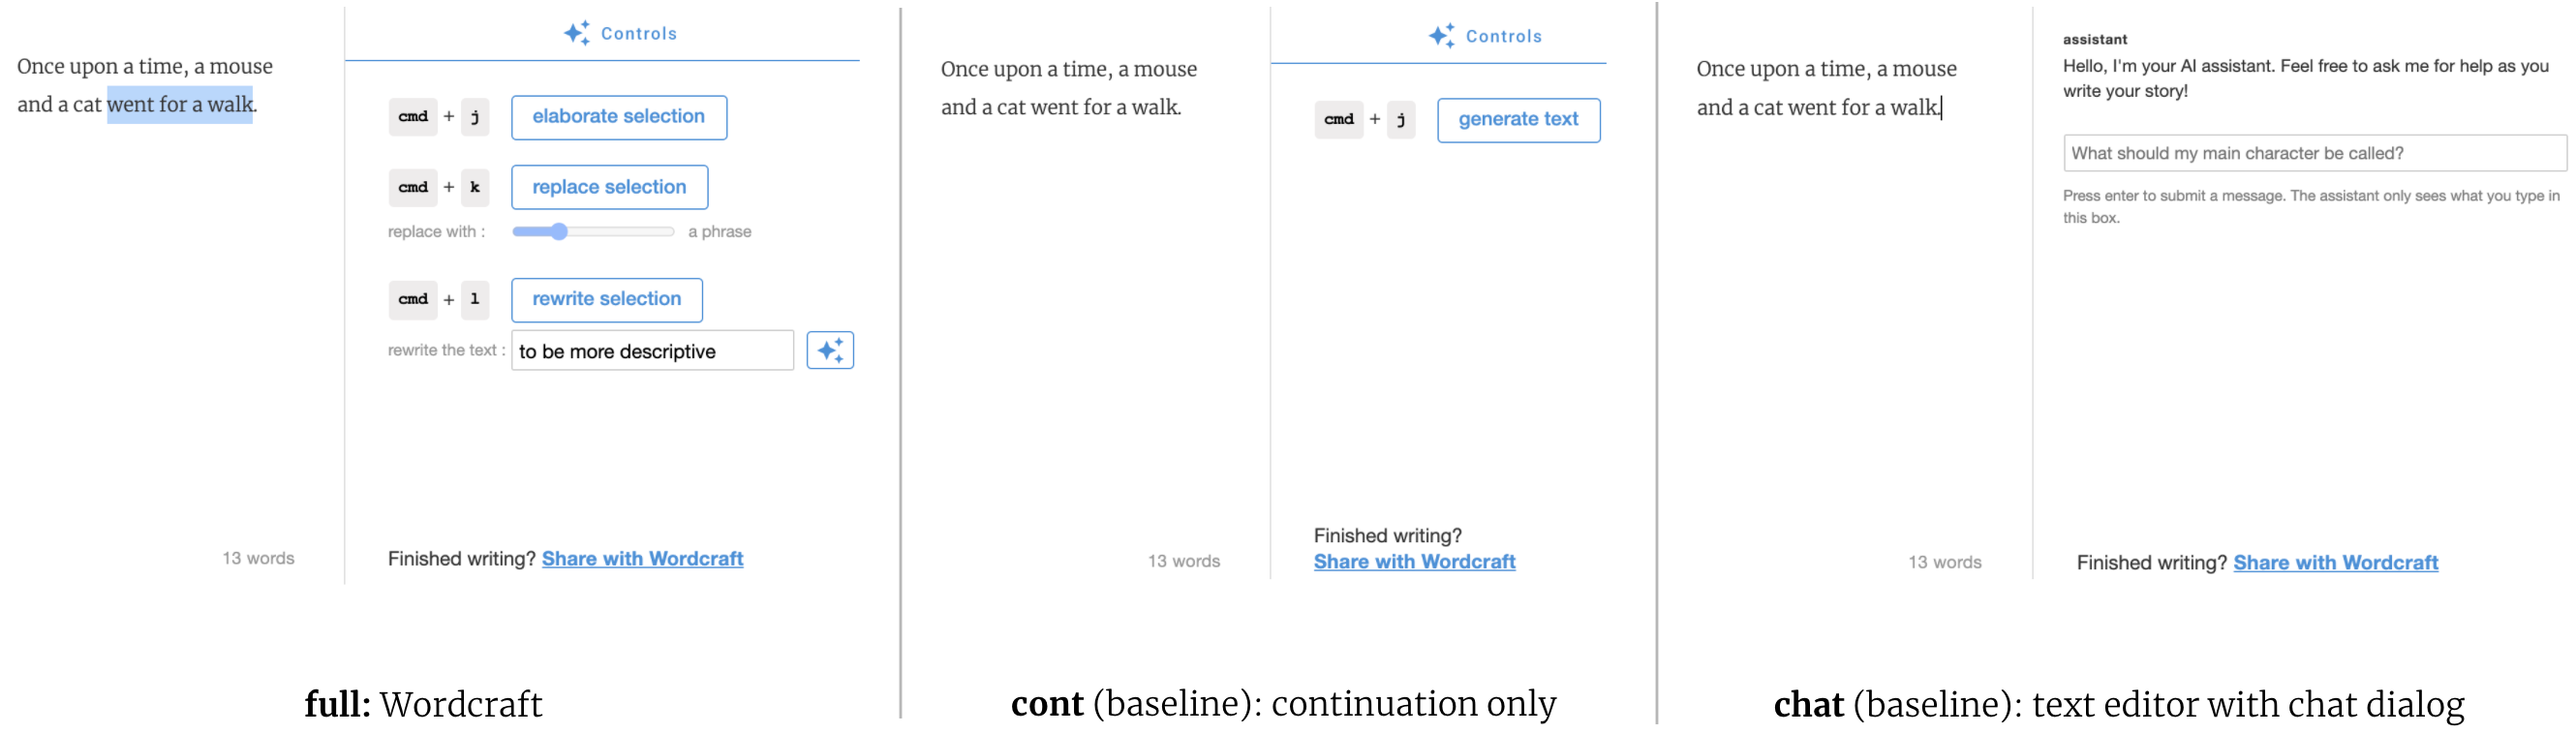 Once upon a time, a mouse
and a cat went for a walk.
Controls
cmd + j elaborate selection
cmd + k replace selection
replace with : a phrase
cmd + l rewrite selection
rewrite the text : to be more descriptive
13 words
Finished writing? Share with Wordcraft
full: Wordcraft
Once upon a time, a mouse
and a cat went for a walk.
Controls
cmd + j generate text
Finished writing?
Share with Wordcraft
13 words
cont (baseline): continuation only
Once upon a time, a mouse
and a cat went for a walk.
assistant
Hello, I'm your AI assistant. Feel free to ask me for help as you
write your story!
What should my main character be called?
Press enter to submit a message. The assistant only sees what you type in
this box.
13 words
Finished writing? Share with Wordcraft
chat (baseline): text editor with chat dialog